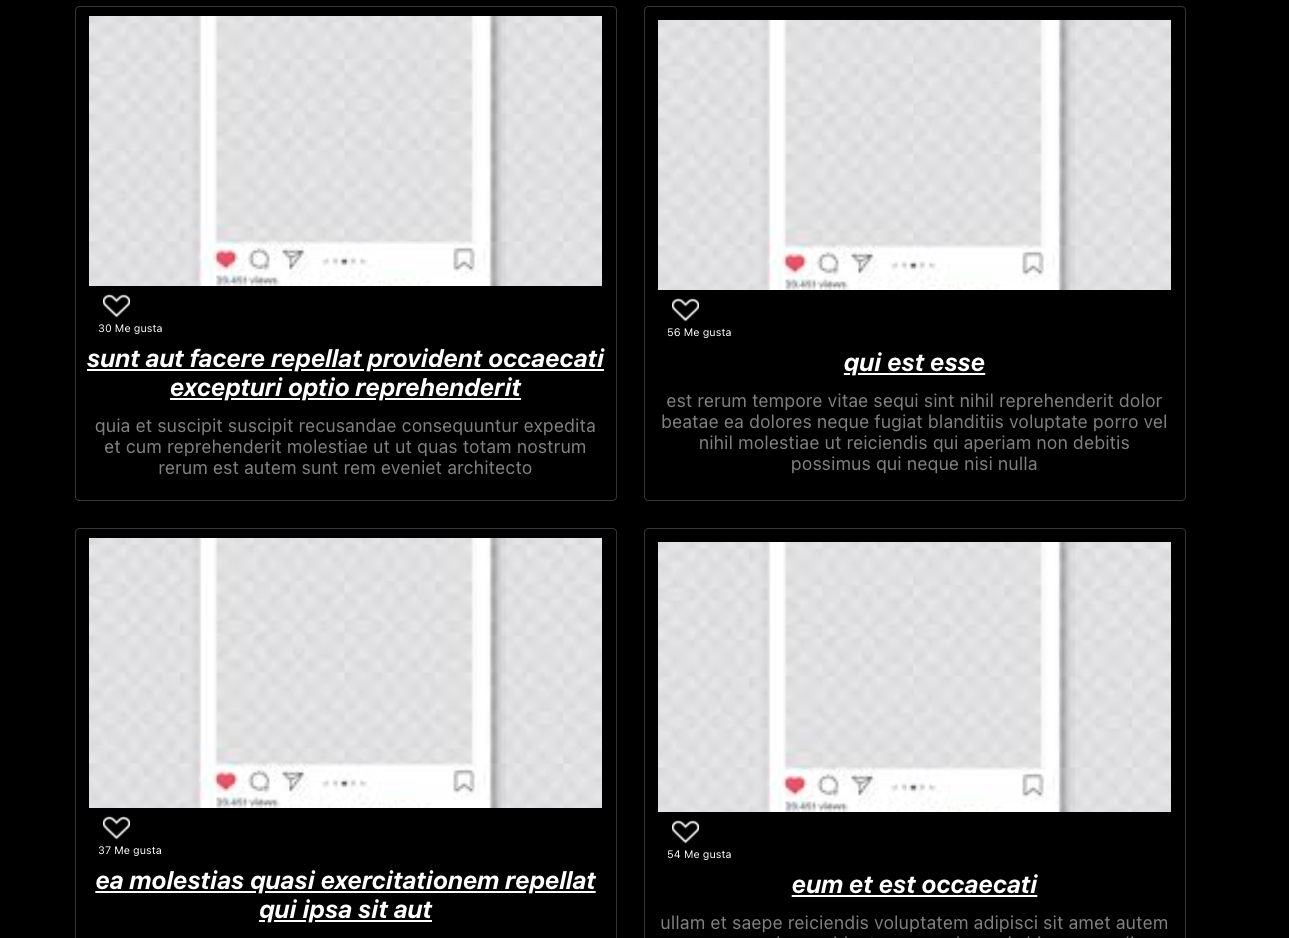 39.451 views
30 Me gusta
sunt aut facere repellat provident occaecati
excepturi optio reprehenderit
quia et suscipit suscipit recusandae consequuntur expedita
et cum reprehenderit molestiae ut ut quas totam nostrum
rerum est autem sunt rem eveniet architecto
39.451 views
56 Me gusta
qui est esse
est rerum tempore vitae sequi sint nihil reprehenderit dolor
beatae ea dolores neque fugiat blanditiis voluptate porro vel
nihil molestiae ut reiciendis qui aperiam non debitis
possimus qui neque nisi nulla
39.451 views
37 Me gusta
ea molestias quasi exercitationem repellat
qui ipsa sit aut
39.451 views
54 Me gusta
eum et est occaecati
ullam et saepe reiciendis voluptatem adipisci sit amet autem